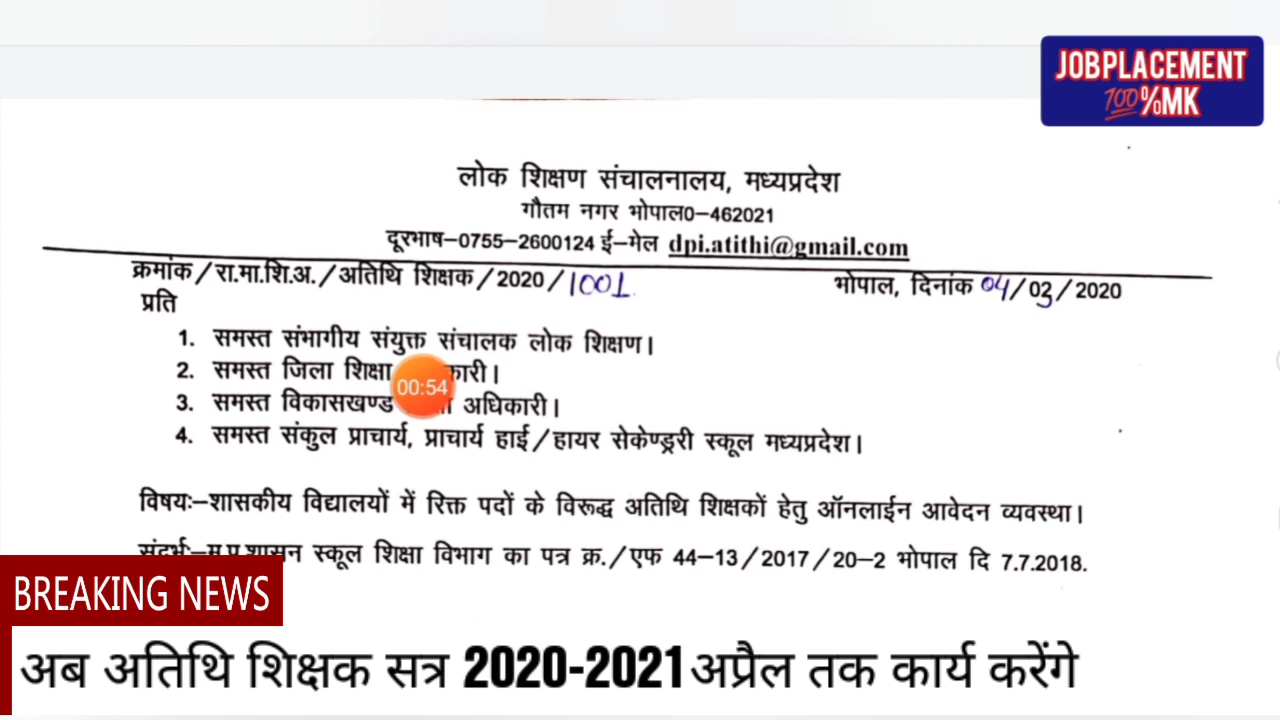 JOBPLACEMENT
💯%MK
लोक शिक्षण संचालनालय, मध्यप्रदेश
गौतम नगर भोपाल0–462021
दूरभाष–0755–2600124 ई–मेल dpi.atithi@gmail.com
क्रमांक/रा.मा.शि.अ./अतिथि शिक्षक/2020/1001 भोपाल, दिनांक 04/03/2020
प्रति
1. समस्त संभागीय संयुक्त संचालक लोक शिक्षण।
2. समस्त जिला शिक्षा कारी।
00:54
3. समस्त विकासखण्ड अधिकारी।
4. समस्त संकुल प्राचार्य, प्राचार्य हाई/हायर सेकेण्ड्री स्कूल मध्यप्रदेश।
विषयः–शासकीय विद्यालयों में रिक्त पदों के विरूद्ध अतिथि शिक्षकों हेतु ऑनलाईन आवेदन व्यवस्था।
संदर्भः–म.प्र.शासन स्कूल शिक्षा विभाग का पत्र क्र./एफ 44–13/2017/20–2 भोपाल दि 7.7.2018.
BREAKING NEWS
अब अतिथि शिक्षक सत्र 2020-2021 अप्रैल तक कार्य करेंगे